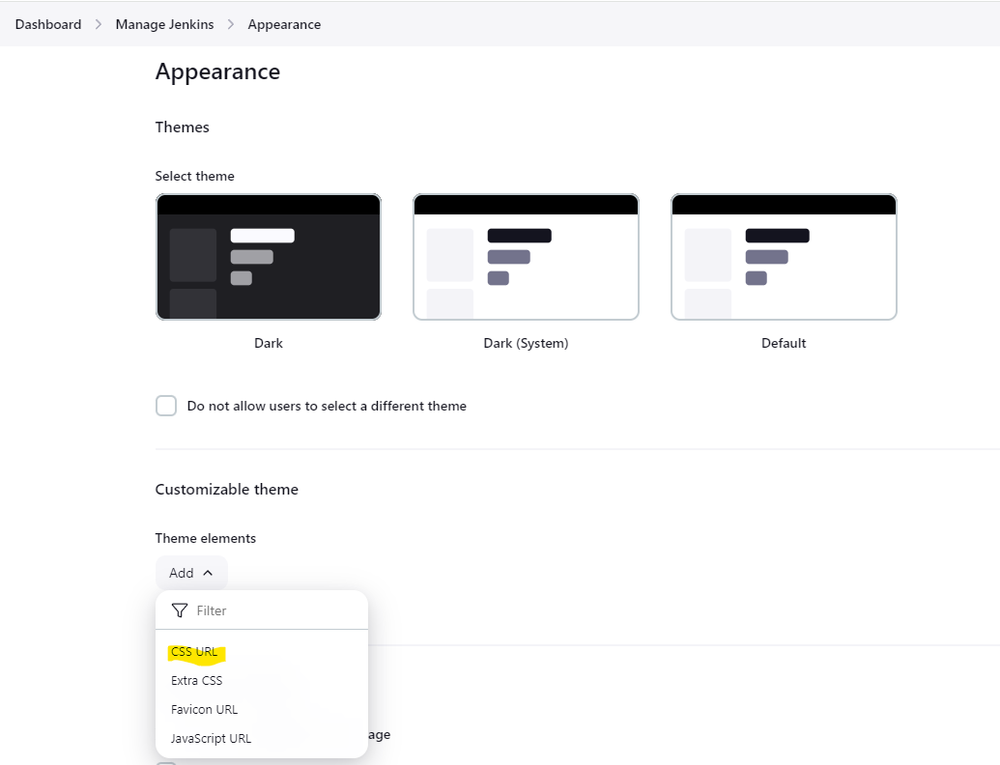 Dashboard > Manage Jenkins > Appearance
Appearance
Themes
Select theme
Dark
Dark (System)
Default
Do not allow users to select a different theme
Customizable theme
Theme elements
Add
Filter
CSS URL
Extra CSS
Favicon URL
JavaScript URL
age